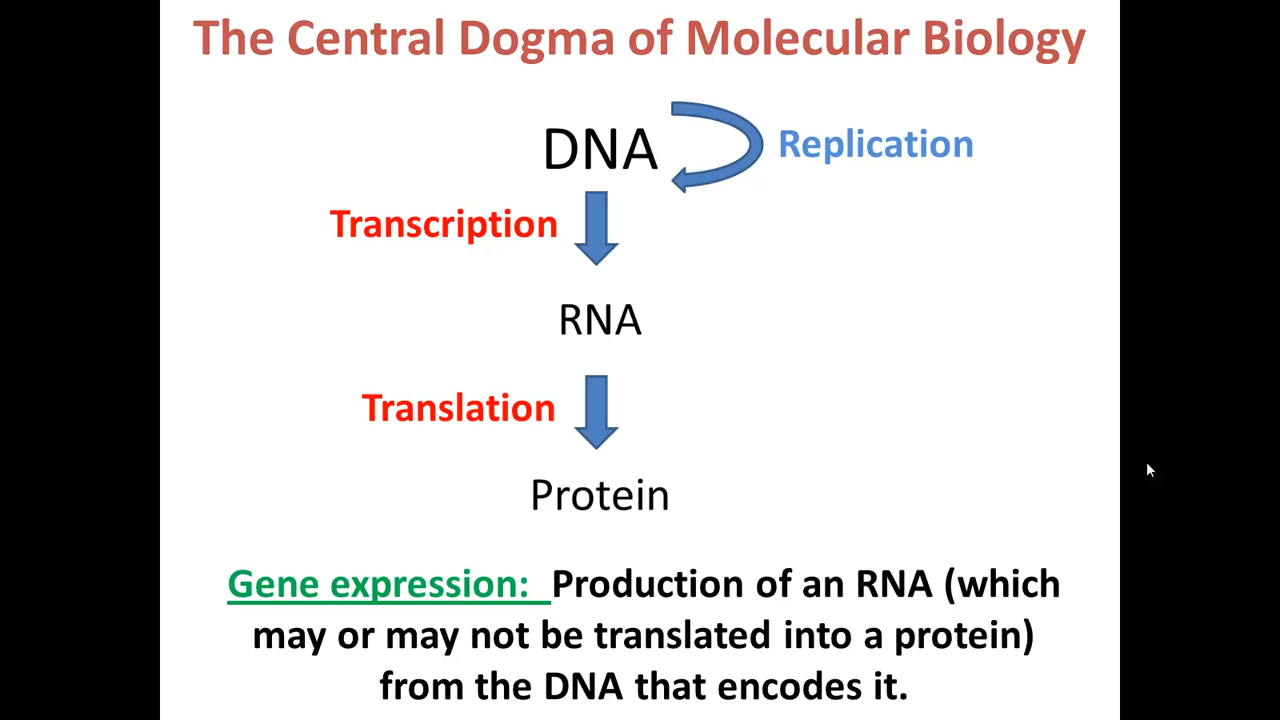 The Central Dogma of Molecular Biology
DNA
Replication
Transcription
RNA
Translation
Protein
Gene expression: Production of an RNA (which
may or may not be translated into a protein)
from the DNA that encodes it.